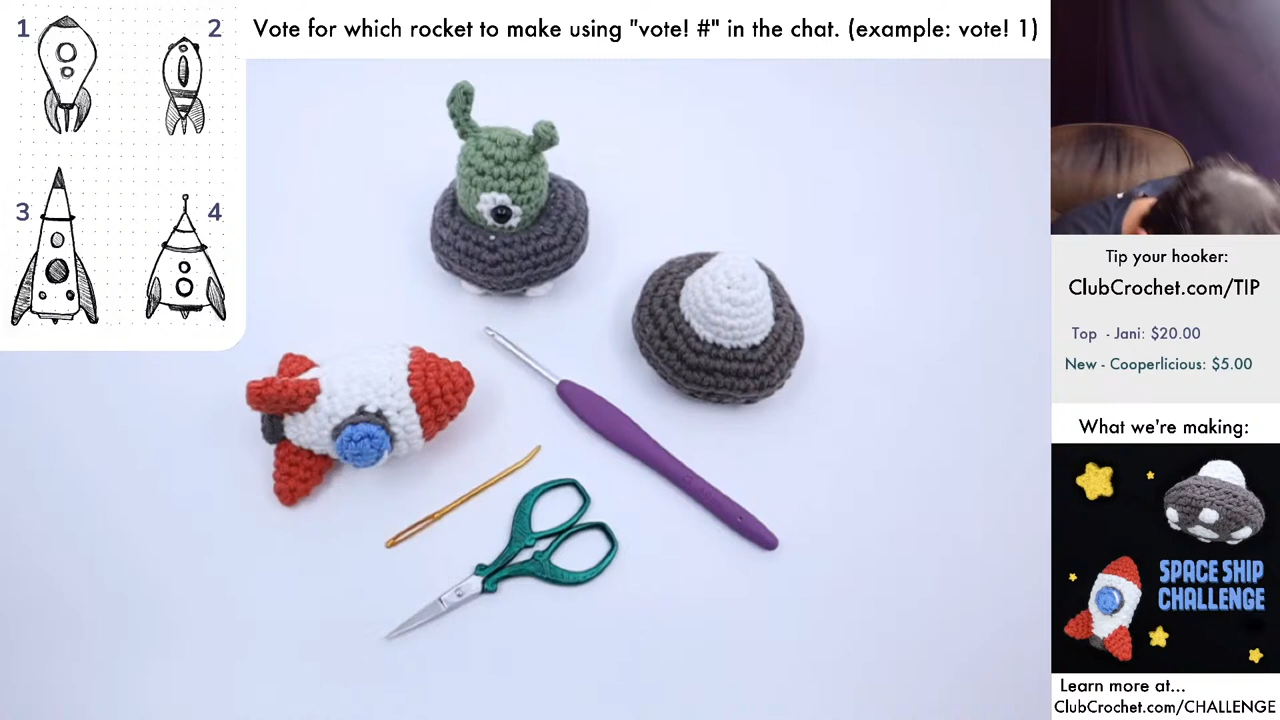 Vote for which rocket to make using "vote! #" in the chat. (example: vote! 1)
1
2
3
4
Tip your hooker:
ClubCrochet.com/TIP
Top - Jani: $20.00
New - Cooperlicious: $5.00
What we're making:
SPACE SHIP
CHALLENGE
Learn more at...
ClubCrochet.com/CHALLENGE